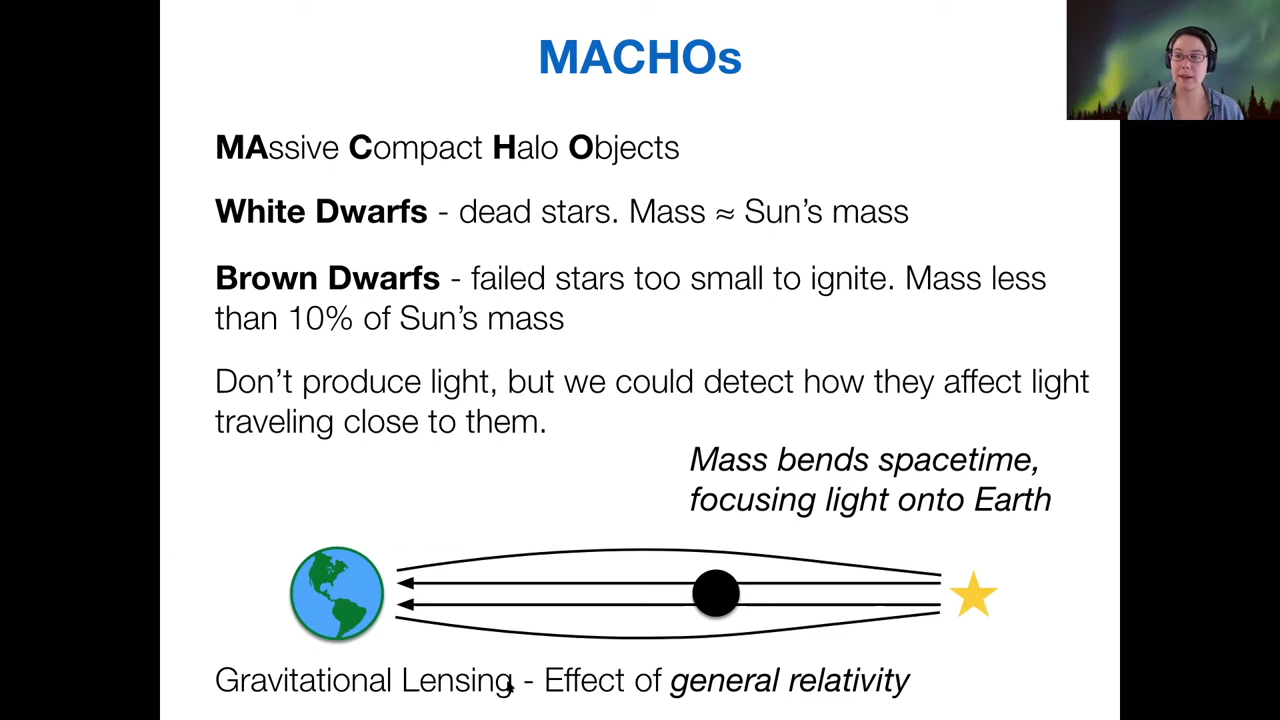 MACHOs
MAssive Compact Halo Objects
White Dwarfs - dead stars. Mass ≈ Sun's mass
Brown Dwarfs - failed stars too small to ignite. Mass less
than 10% of Sun's mass
Don't produce light, but we could detect how they affect light
traveling close to them.
Mass bends spacetime,
focusing light onto Earth
Gravitational Lensing - Effect of general relativity